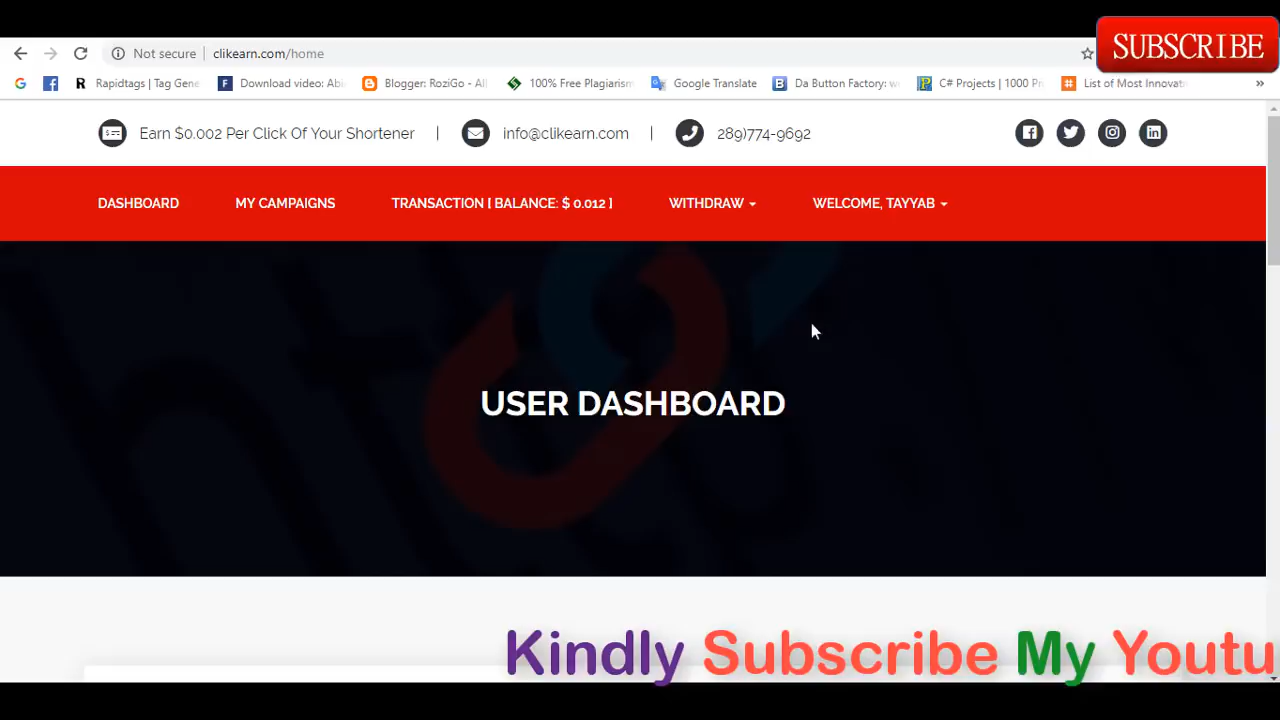 SUBSCRIBE
Not secure | clikearn.com/home
Rapidtags | Tag Gene Download video: Abi Blogger: RoziGo - All 100% Free Plagiarism Google Translate Da Button Factory: w C# Projects | 1000 Pr List of Most Innovat »
Earn $0.002 Per Click Of Your Shortener | info@clikearn.com | 289)774-9692
DASHBOARD MY CAMPAIGNS TRANSACTION [ BALANCE: $ 0.012 ] WITHDRAW WELCOME, TAYYAB
USER DASHBOARD
Kindly Subscribe My Youtu